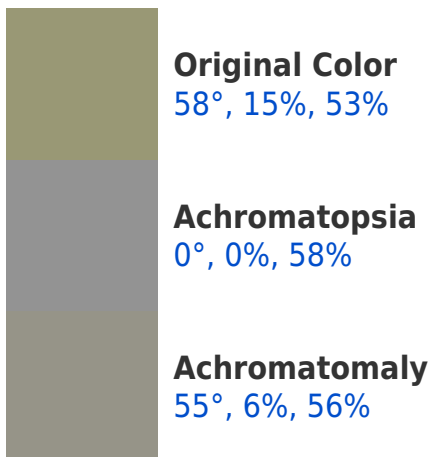 Original Color
58°, 15%, 53%
Achromatopsia
0°, 0%, 58%
Achromatomaly
55°, 6%, 56%